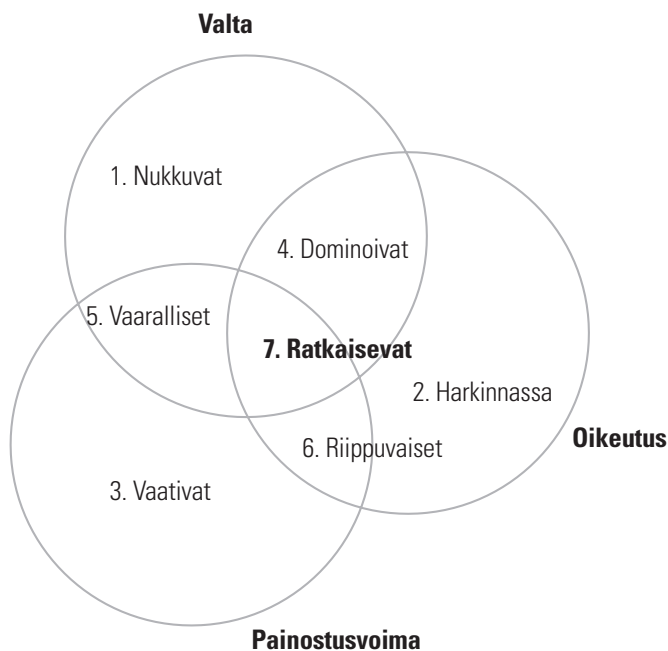 Valta
1. Nukkuvat
4. Dominoivat
5. Vaaralliset
7. Ratkaisevat
2. Harkinnassa
Oikeutus
6. Riippuvaiset
3. Vaativat
Painostusvoima